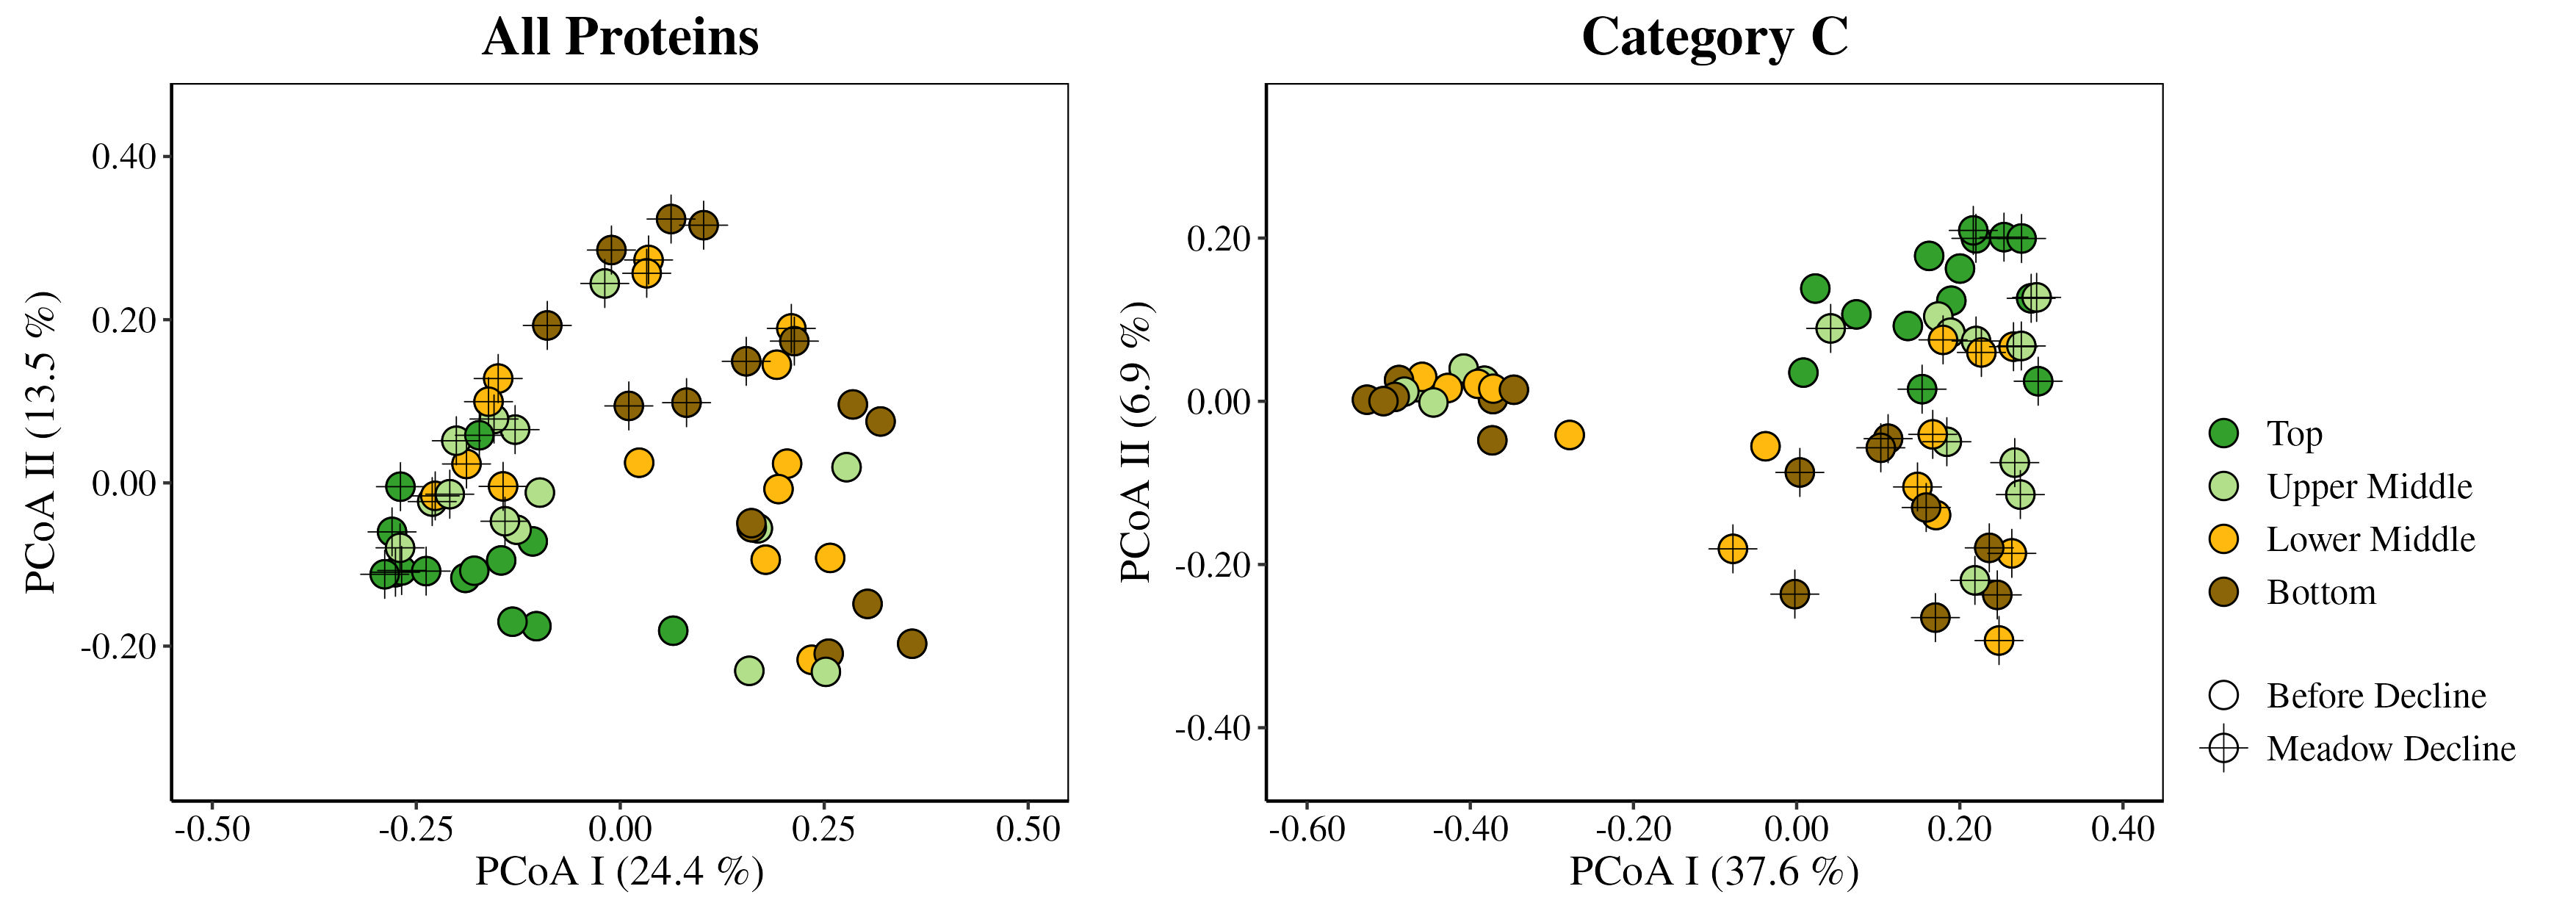 All Proteins
Category C
0.40
0.20
0.00
-0.20
PCoA II (13.5 %)
-0.50
-0.25
0.00
0.25
0.50
PCoA I (24.4 %)
0.20
0.00
-0.20
-0.40
PCoA II (6.9 %)
-0.60
-0.40
-0.20
0.00
0.20
0.40
PCoA I (37.6 %)
Top
Upper Middle
Lower Middle
Bottom
Before Decline
Meadow Decline